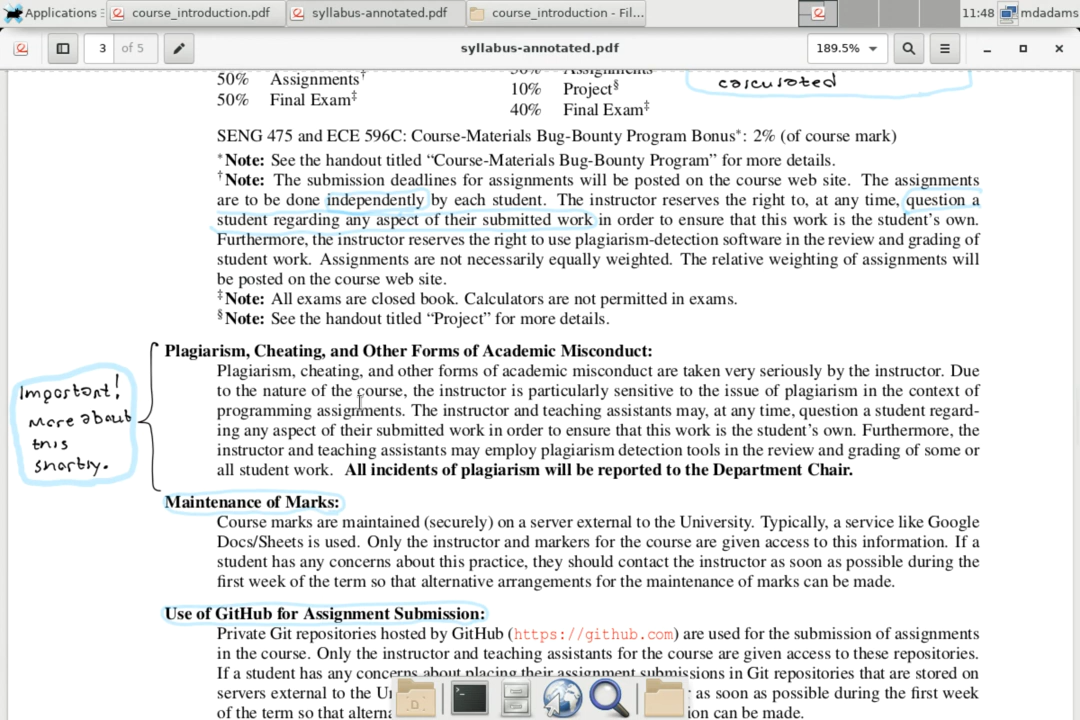 Applications
course_introduction.pdf
syllabus-annotated.pdf
course_introduction - Fil...
11:48
mdadams
3 of 5
syllabus-annotated.pdf
189.5%
50% Assignments†
50% Final Exam‡
Assignments
10% Project§
40% Final Exam‡
calculated
SENG 475 and ECE 596C: Course-Materials Bug-Bounty Program Bonus*: 2% (of course mark)
*Note: See the handout titled “Course-Materials Bug-Bounty Program” for more details.
†Note: The submission deadlines for assignments will be posted on the course web site. The assignments
are to be done independently by each student. The instructor reserves the right to, at any time, question a
student regarding any aspect of their submitted work in order to ensure that this work is the student’s own.
Furthermore, the instructor reserves the right to use plagiarism-detection software in the review and grading of
student work. Assignments are not necessarily equally weighted. The relative weighting of assignments will
be posted on the course web site.
‡Note: All exams are closed book. Calculators are not permitted in exams.
§Note: See the handout titled “Project” for more details.
Important!
More about
this
shortly.
Plagiarism, Cheating, and Other Forms of Academic Misconduct:
Plagiarism, cheating, and other forms of academic misconduct are taken very seriously by the instructor. Due
to the nature of the course, the instructor is particularly sensitive to the issue of plagiarism in the context of
programming assignments. The instructor and teaching assistants may, at any time, question a student regard-
ing any aspect of their submitted work in order to ensure that this work is the student’s own. Furthermore, the
instructor and teaching assistants may employ plagiarism detection tools in the review and grading of some or
all student work. All incidents of plagiarism will be reported to the Department Chair.
Maintenance of Marks:
Course marks are maintained (securely) on a server external to the University. Typically, a service like Google
Docs/Sheets is used. Only the instructor and markers for the course are given access to this information. If a
student has any concerns about this practice, they should contact the instructor as soon as possible during the
first week of the term so that alternative arrangements for the maintenance of marks can be made.
Use of GitHub for Assignment Submission:
Private Git repositories hosted by GitHub (https://github.com) are used for the submission of assignments
in the course. Only the instructor and teaching assistants for the course are given access to these repositories.
If a student has any concerns about placing their assignment submissions in Git repositories that are stored on
servers external to the as soon as possible during the first week
of the term so that ion can be made.